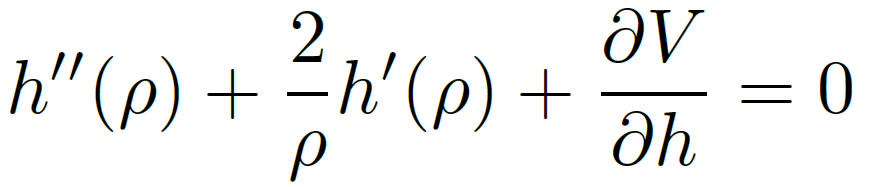 h''(ρ) + \frac{2}{ρ} h'(ρ) + \frac{∂V}{∂h} = 0